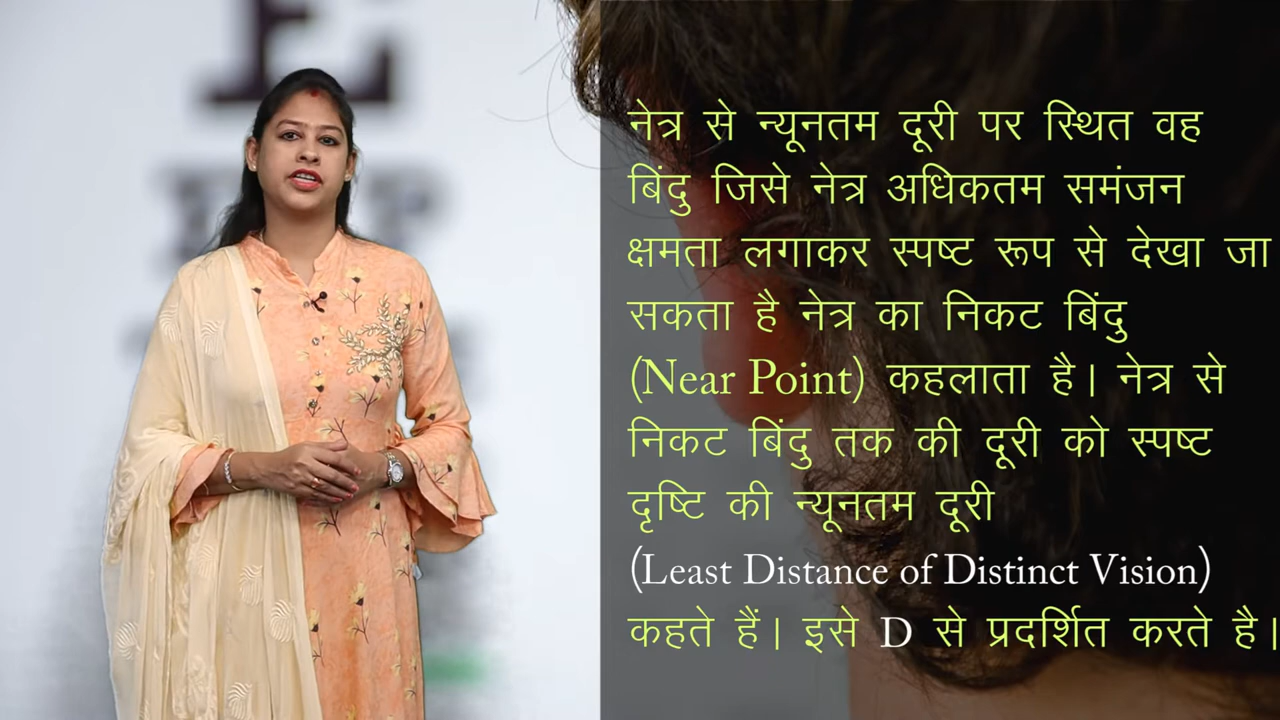 E
नेत्र से न्यूनतम दूरी पर स्थित वह
बिंदु जिसे नेत्र अधिकतम समंजन
क्षमता लगाकर स्पष्ट रूप से देखा जा
सकता है नेत्र का निकट बिंदु
(Near Point) कहलाता है। नेत्र से
निकट बिंदु तक की दूरी को स्पष्ट
दृष्टि की न्यूनतम दूरी
(Least Distance of Distinct Vision)
कहते हैं। इसे D से प्रदर्शित करते है।